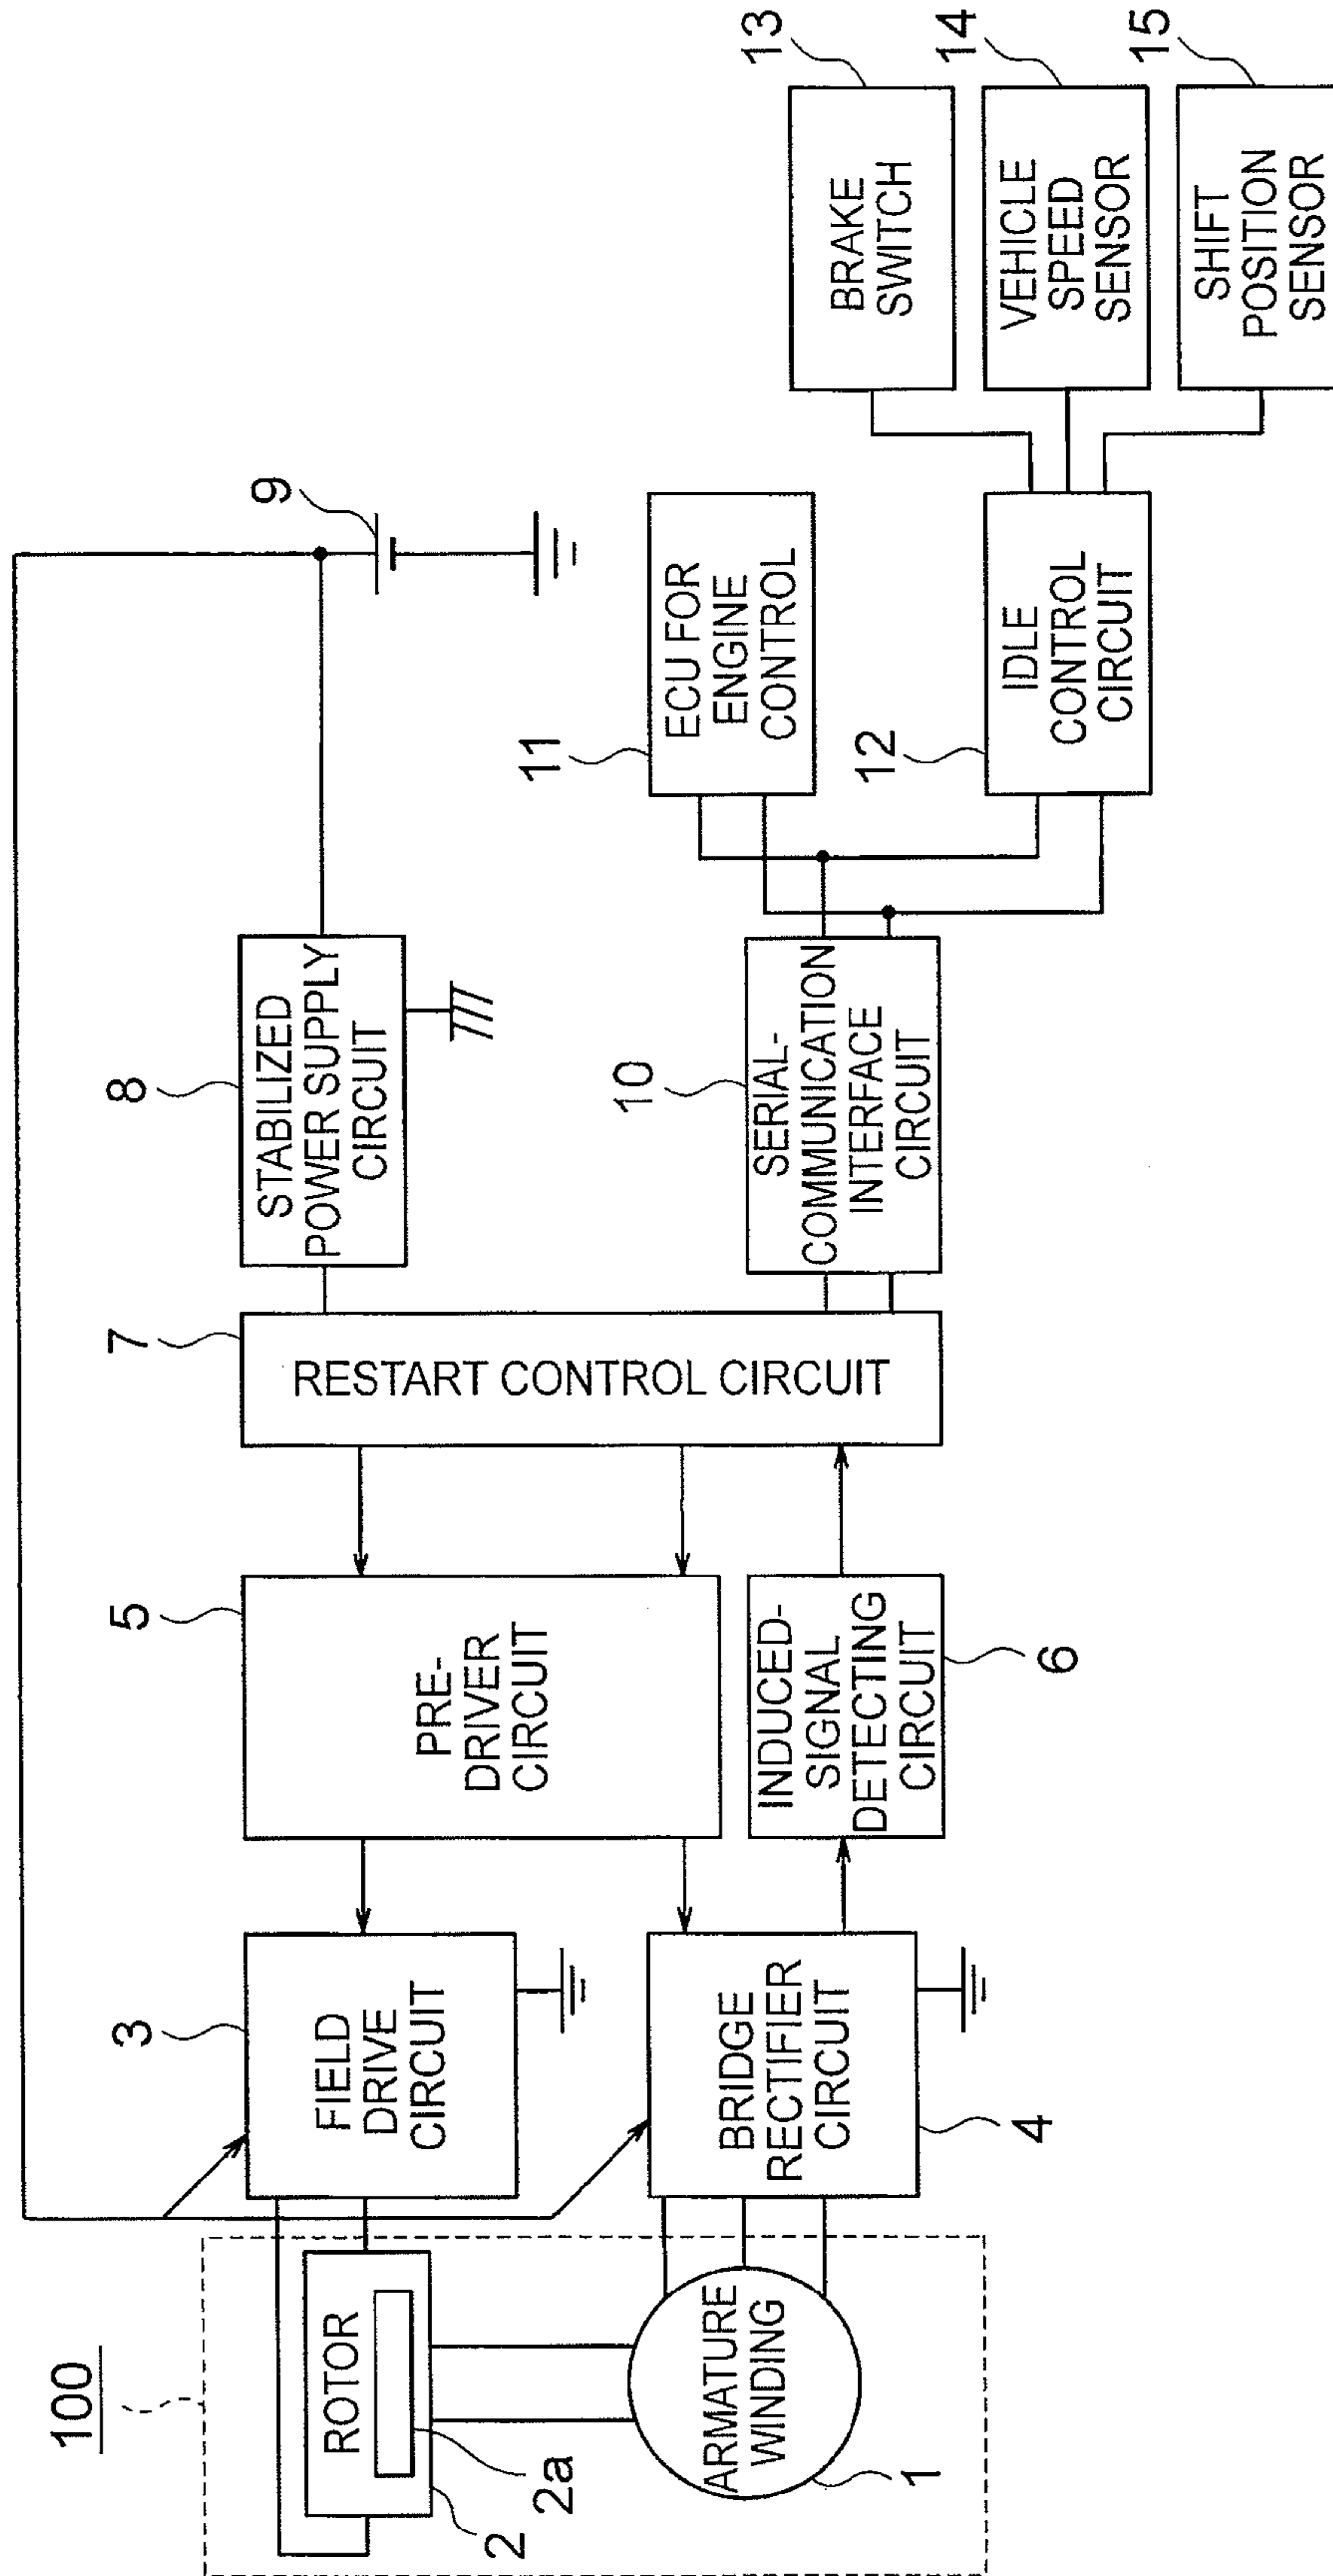 100
ROTOR
2a
2
ARMATURE
WINDING
1
3
FIELD
DRIVE
CIRCUIT
BRIDGE
RECTIFIER
CIRCUIT
4
5
PRE-
DRIVER
CIRCUIT
INDUCED-
SIGNAL
DETECTING
CIRCUIT
6
7
RESTART CONTROL CIRCUIT
8
STABILIZED
POWER SUPPLY
CIRCUIT
9
10
SERIAL-
COMMUNICATION
INTERFACE
CIRCUIT
11
ECU FOR
ENGINE
CONTROL
12
IDLE
CONTROL
CIRCUIT
BRAKE
SWITCH
13
VEHICLE
SPEED
SENSOR
14
SHIFT
POSITION
SENSOR
15